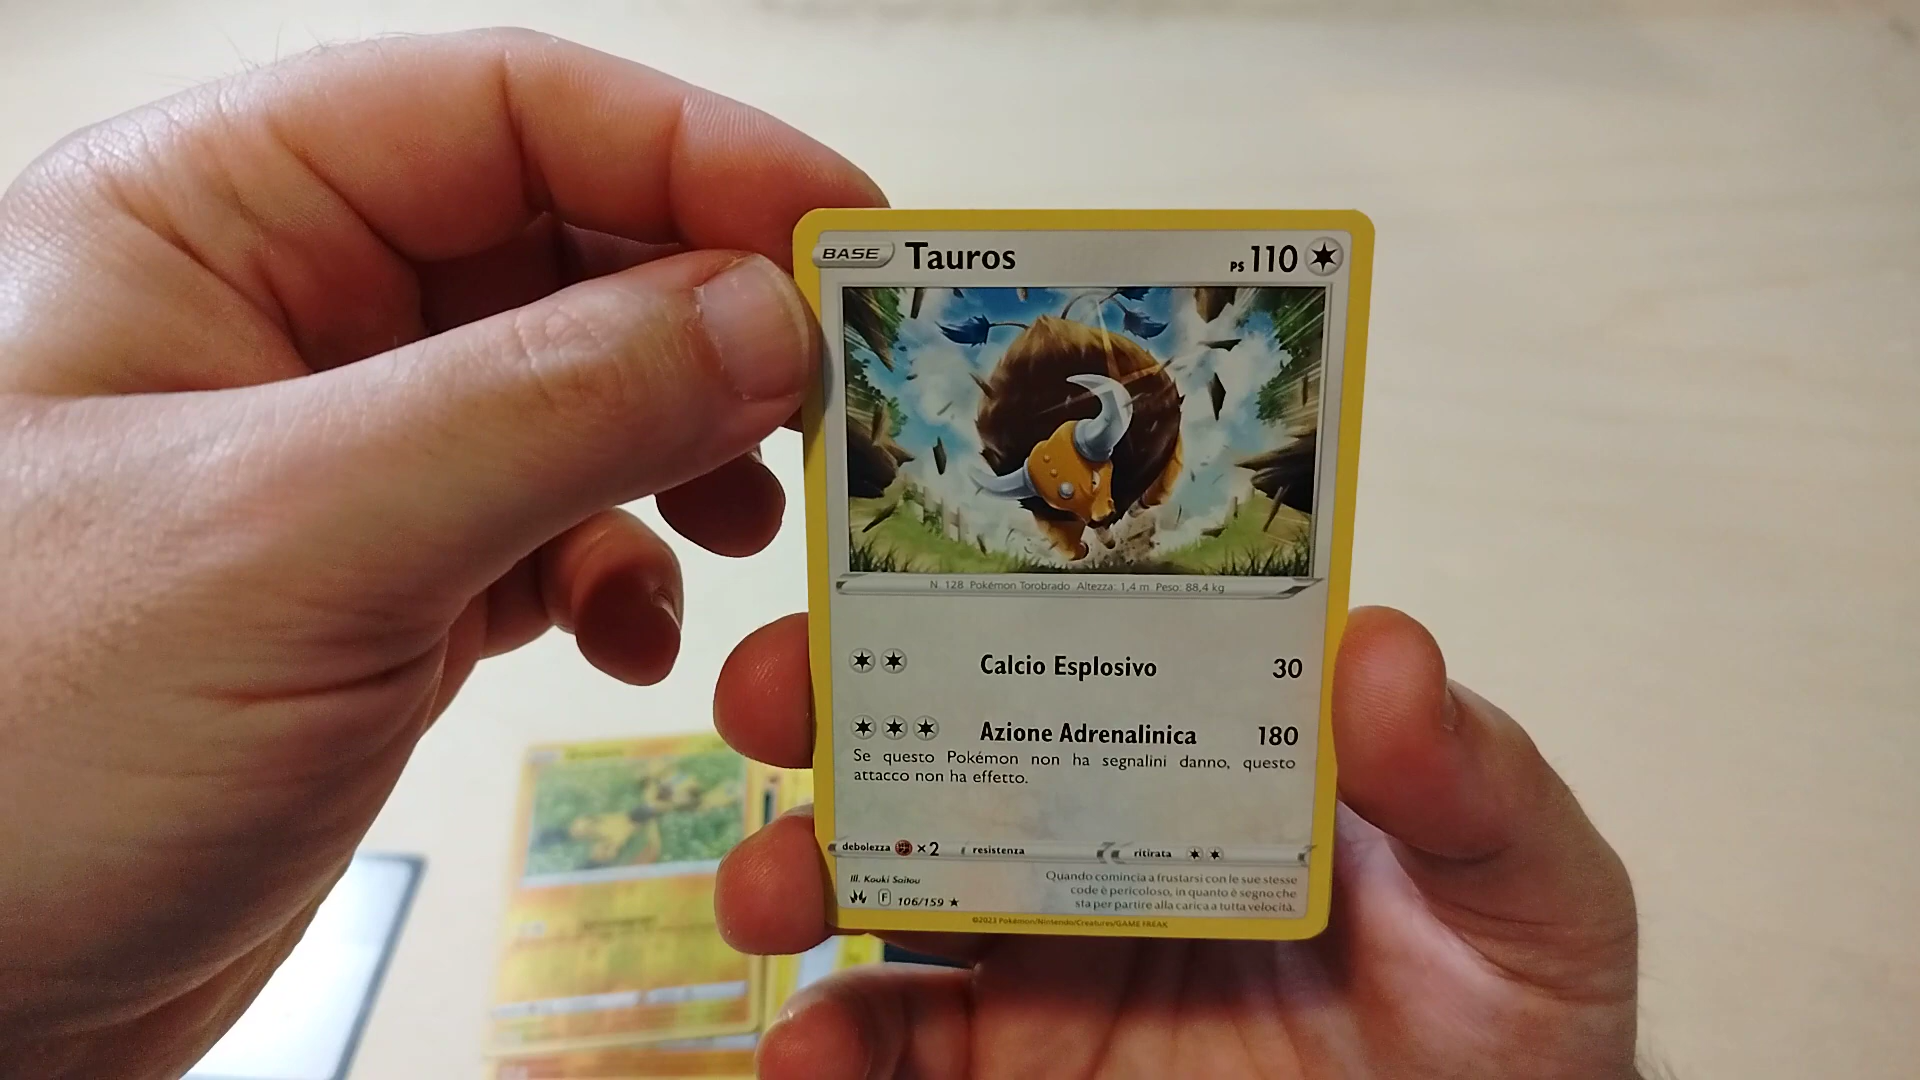 BASE Tauros PS 110
N. 128 Pokémon Torobrado Altezza: 1,4 m Peso: 88,4 kg
Calcio Esplosivo 30
Azione Adrenalinica 180
Se questo Pokémon non ha segnalini danno, questo
attacco non ha effetto.
debolezza ×2 resistenza ritirata
Ill. Kouki Saitou
F 106/159 ★
Quando comincia a frustarsi con le sue stesse
code è pericoloso, in quanto è segno che
sta per partire alla carica a tutta velocità.
©2023 Pokémon/Nintendo/Creatures/GAME FREAK